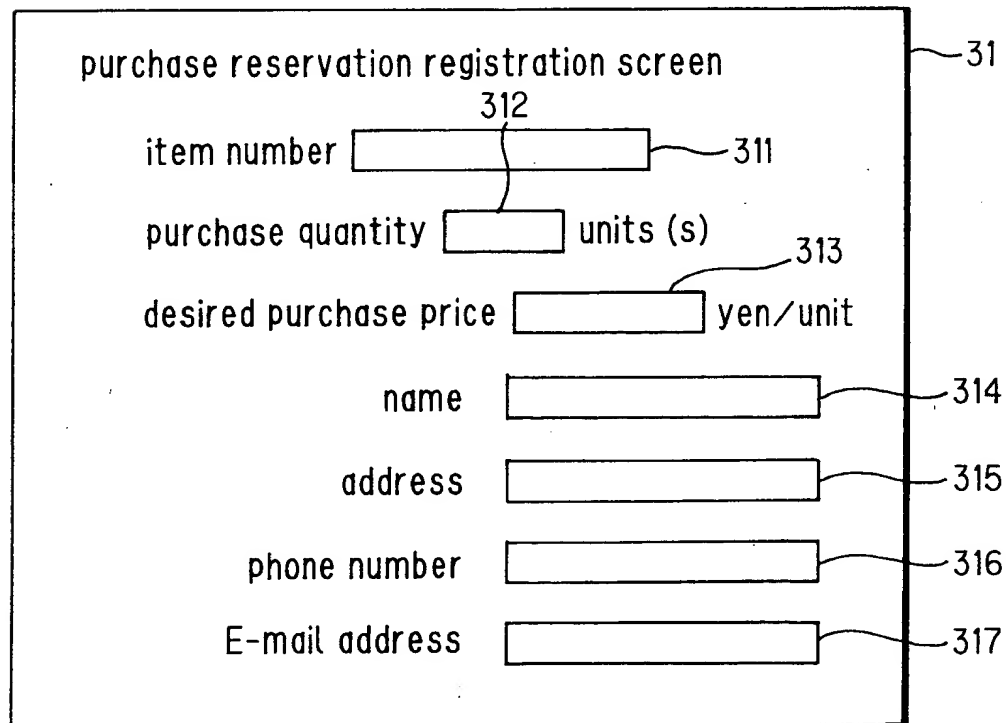 31
purchase reservation registration screen
312
item number 311
purchase quantity units (s)
313
desired purchase price yen/unit
name 314
address 315
phone number 316
E-mail address 317